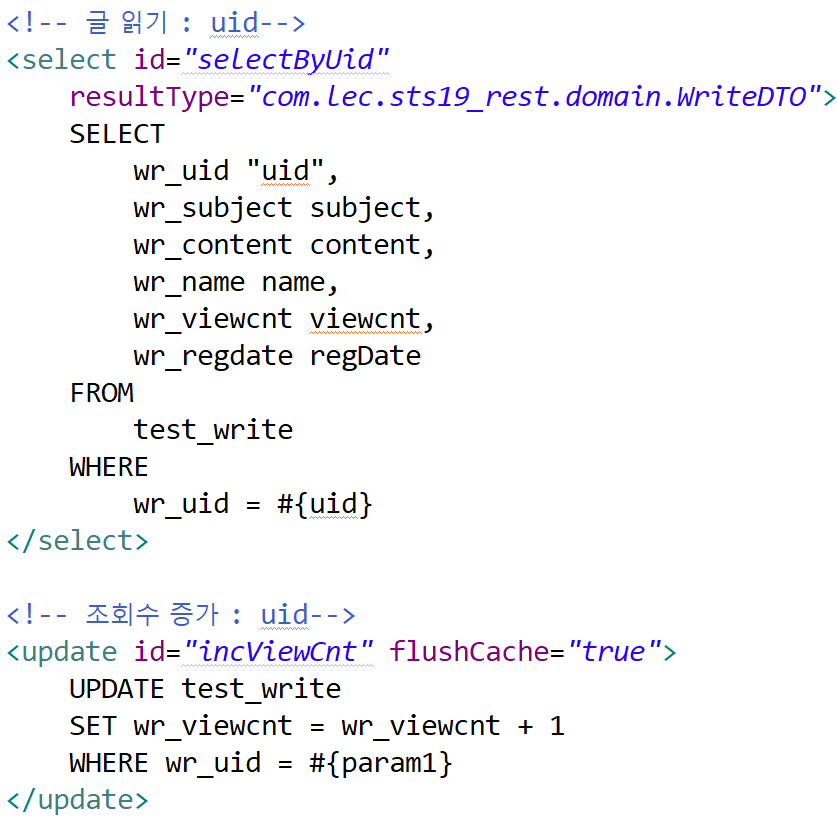 <!-- 글 읽기 : uid-->
<select id="selectByUid"
    resultType="com.lec.sts19_rest.domain.WriteDTO">
    SELECT
        wr_uid "uid",
        wr_subject subject,
        wr_content content,
        wr_name name,
        wr_viewcnt viewcnt,
        wr_regdate regDate
    FROM
        test_write
    WHERE
        wr_uid = #{uid}
</select>

<!-- 조회수 증가 : uid-->
<update id="incViewCnt" flushCache="true">
    UPDATE test_write
    SET wr_viewcnt = wr_viewcnt + 1
    WHERE wr_uid = #{param1}
</update>